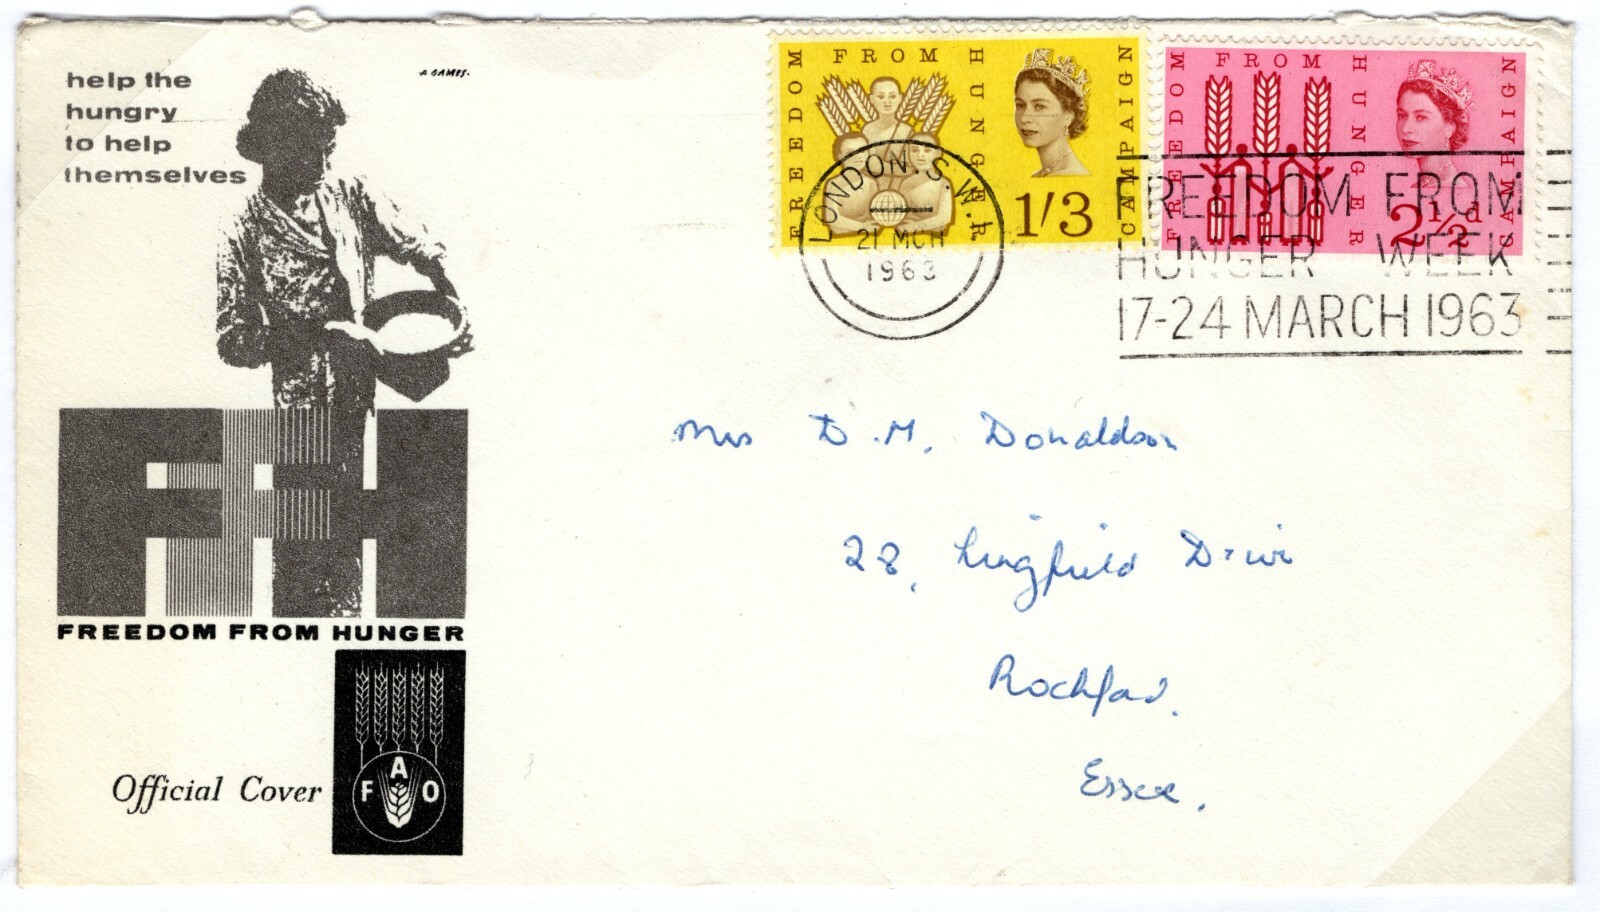 help the
hungry
to help
themselves
A GAMES.
FREEDOM FROM HUNGER
Official Cover
F A O
FREEDOM FROM HUNGER CAMPAIGN
1/3
FREEDOM FROM HUNGER CAMPAIGN
2½d
LONDON.S.W.1.
21 MCH
1963
FREEDOM FROM
HUNGER WEEK
17-24 MARCH 1963
Mrs D.M. Donaldson
28, Lingfield Drive
Rochford.
Essex.